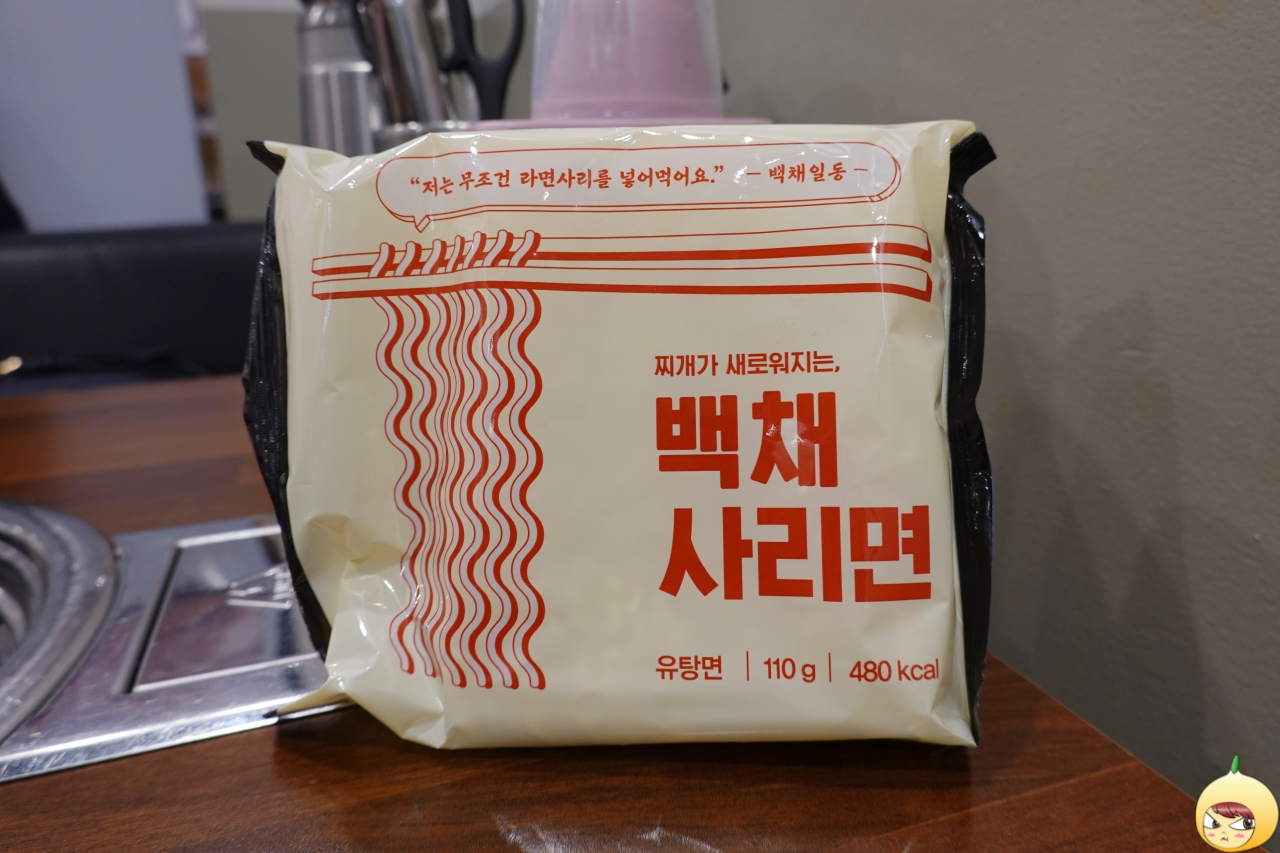 “저는 무조건 라면사리를 넣어먹어요.” — 백채일동 —
찌개가 새로워지는,
백채
사리면
유탕면 | 110 g | 480 kcal